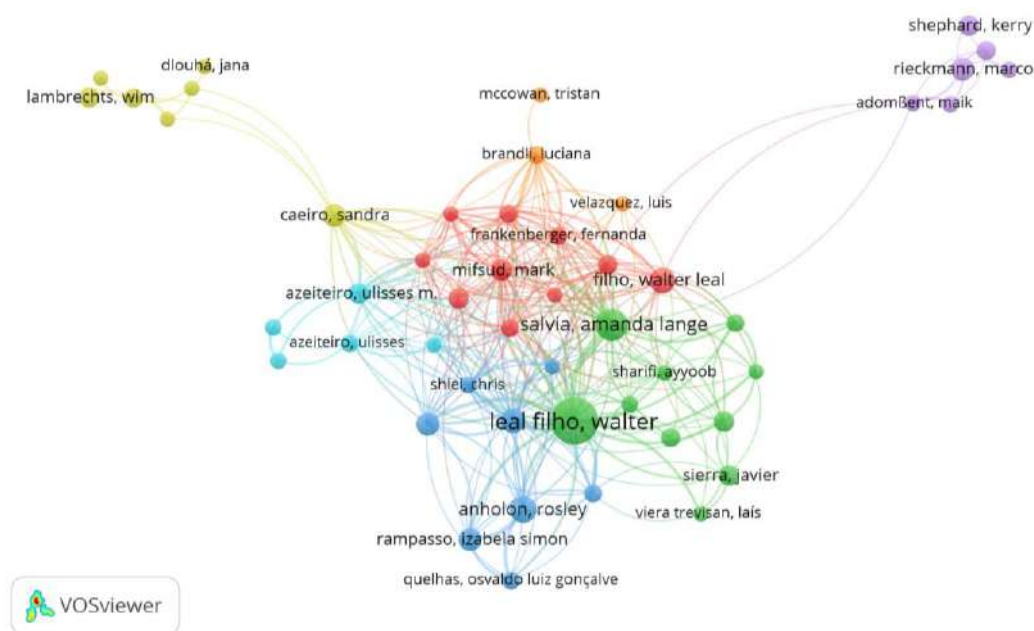 shephard, kerry
dlouhá, jana
rieckmann, marco
lambrechts, wim
mccowan, tristan
adomßent, maik
brandli, luciana
velazquez, luis
caeiro, sandra
frankenberger, fernanda
mifsud, mark
filho, walter leal
azeiteiro, ulisses m.
salvia, amanda lange
azeiteiro, ulisses
sharifi, ayyoob
shiel, chris
leal filho, walter
sierra, javier
anholon, rosley
viera trevisan, laís
rampasso, izabela simon
quelhas, osvaldo luiz gonçalve
VOSviewer